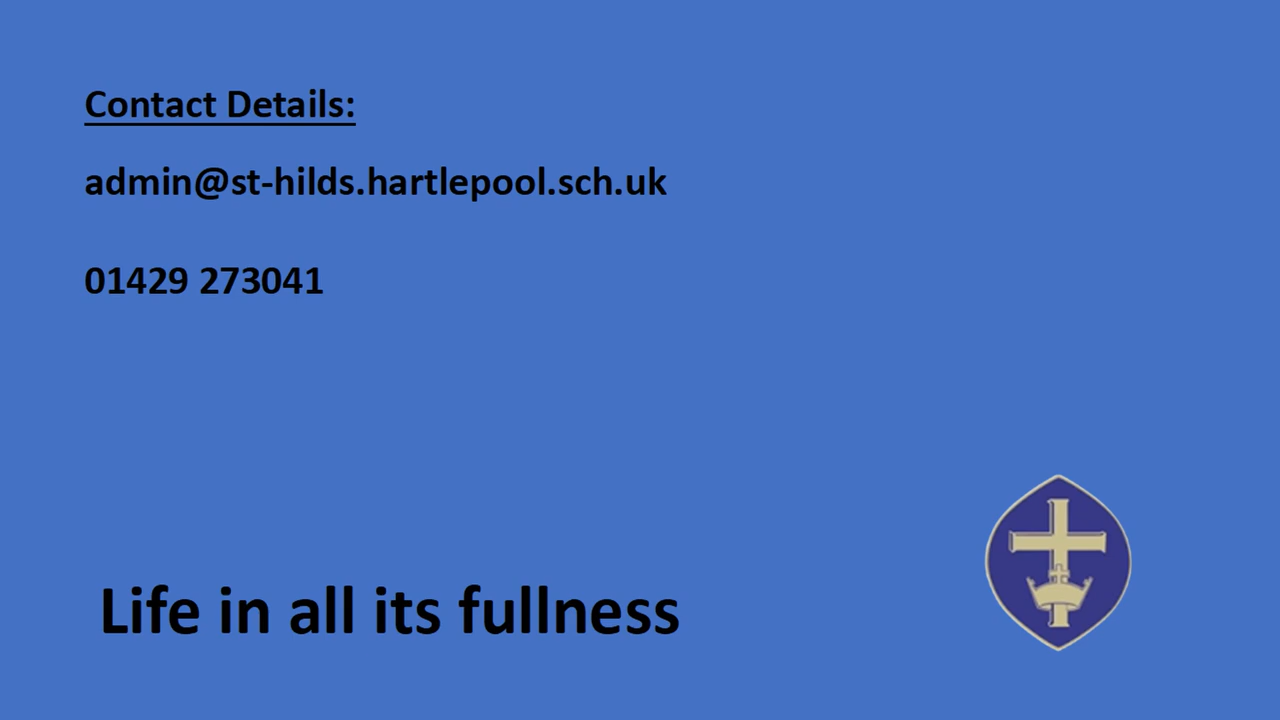 Contact Details:
admin@st-hilds.hartlepool.sch.uk
01429 273041
Life in all its fullness